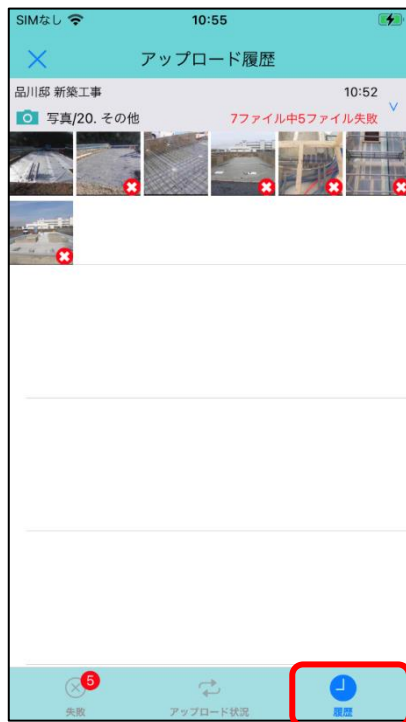 SIMなし 10:55
アップロード履歴
品川邸 新築工事 10:52
写真/20. その他 7ファイル中5ファイル失敗
5
失敗 アップロード状況 履歴